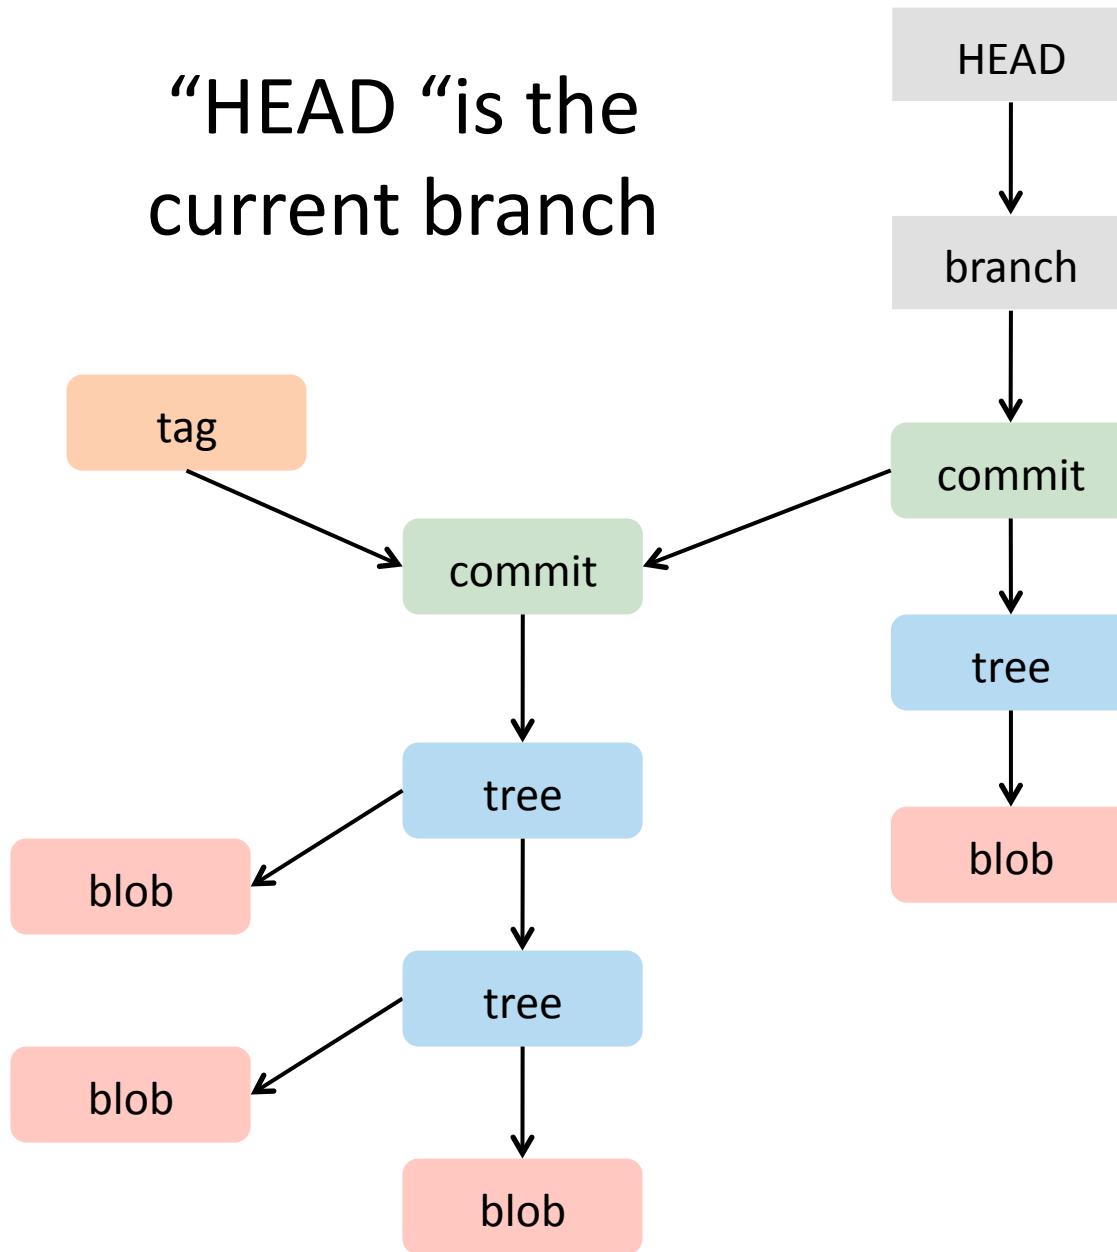 HEAD
“HEAD “is the
current branch
branch
tag
commit
commit
tree
tree
blob
blob
tree
blob
blob